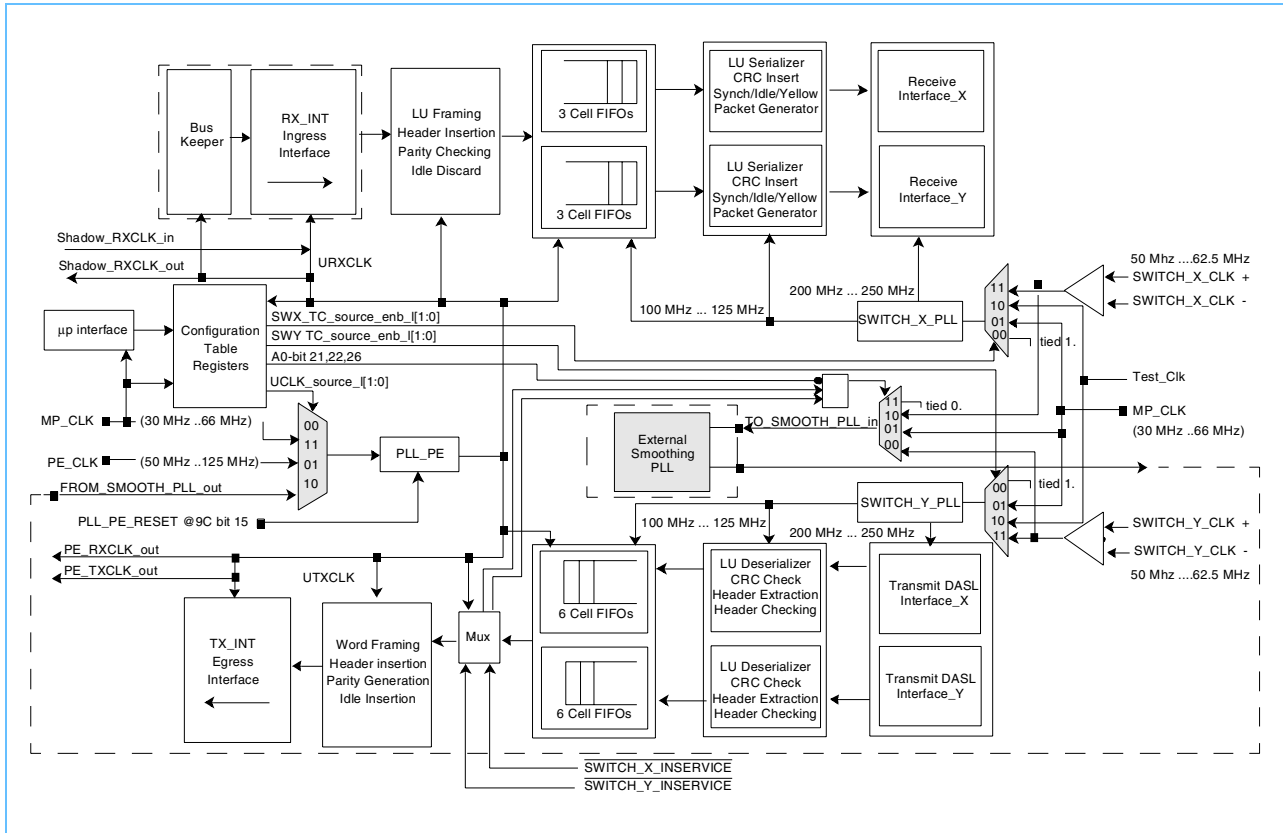 Bus
Keeper
RX_INT
Ingress
Interface
LU Framing
Header Insertion
Parity Checking
Idle Discard
3 Cell FIFOs
3 Cell FIFOs
LU Serializer
CRC Insert
Synch/Idle/Yellow
Packet Generator
LU Serializer
CRC Insert
Synch/Idle/Yellow
Packet Generator
Receive
Interface_X
Receive
Interface_Y
Shadow_RXCLK_in
Shadow_RXCLK_out
URXCLK
µp interface
Configuration
Table
Registers
SWX_TC_source_enb_l[1:0]
SWY TC_source_enb_l[1:0]
A0-bit 21,22,26
UCLK_source_l[1:0]
100 MHz ... 125 MHz
200 MHz ... 250 MHz
SWITCH_X_PLL
11
10
01
00
tied 1.
50 Mhz ....62.5 MHz
SWITCH_X_CLK +
SWITCH_X_CLK -
Test_Clk
MP_CLK
(30 MHz ..66 MHz)
MP_CLK
(30 MHz ..66 MHz)
PE_CLK
(50 MHz ..125 MHz)
FROM_SMOOTH_PLL_out
00
11
01
10
PLL_PE
PLL_PE_RESET @9C bit 15
External
Smoothing
PLL
TO_SMOOTH_PLL_in
11
10
01
00
tied 0.
SWITCH_Y_PLL
00
01
10
11
tied 1.
SWITCH_Y_CLK +
SWITCH_Y_CLK -
50 Mhz ....62.5 MHz
100 MHz ... 125 MHz
200 MHz ... 250 MHz
PE_RXCLK_out
PE_TXCLK_out
UTXCLK
TX_INT
Egress
Interface
Word Framing
Header insertion
Parity Generation
Idle Insertion
Mux
6 Cell FIFOs
6 Cell FIFOs
LU Deserializer
CRC Check
Header Extraction
Header Checking
LU Deserializer
CRC Check
Header Extraction
Header Checking
Transmit DASL
Interface_X
Transmit DASL
Interface_Y
SWITCH_X_INSERVICE
SWITCH_Y_INSERVICE